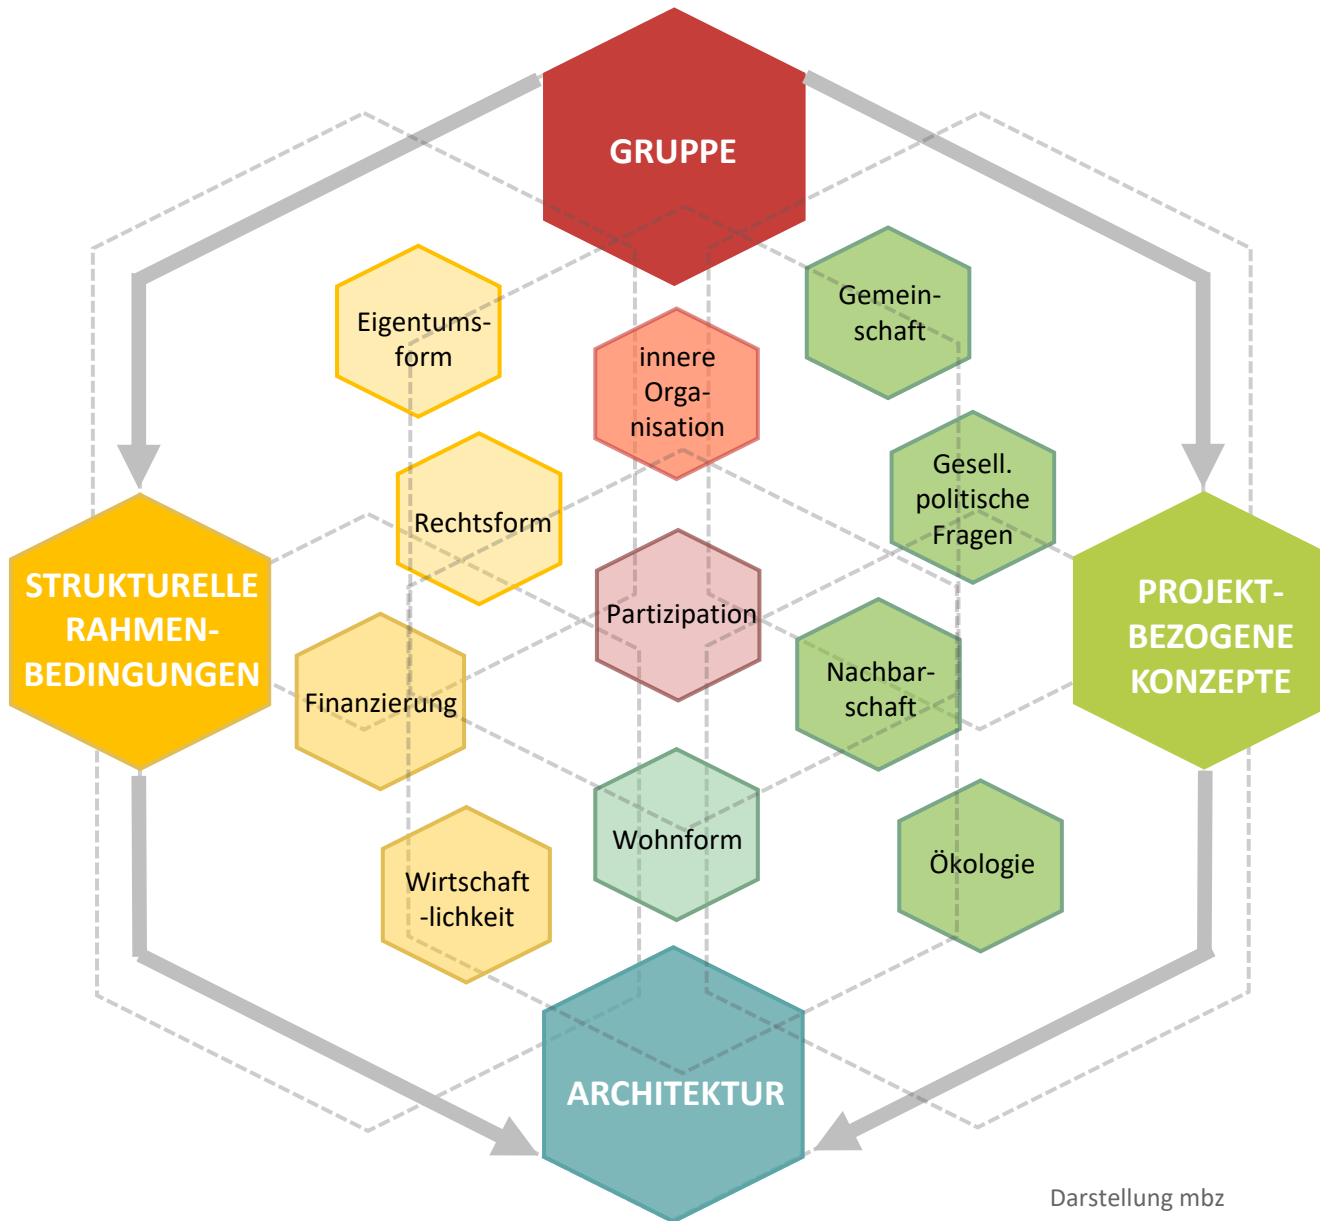 GRUPPE
Eigentums-
form
innere
Orga-
nisation
Gemein-
schaft
Rechtsform
Gesell.
politische
Fragen
STRUKTURELLE
RAHMEN-
BEDINGUNGEN
Partizipation
PROJEKT-
BEZOGENE
KONZEPTE
Finanzierung
Nachbar-
schaft
Wirtschaft
-lichkeit
Wohnform
Ökologie
ARCHITEKTUR
Darstellung mbz